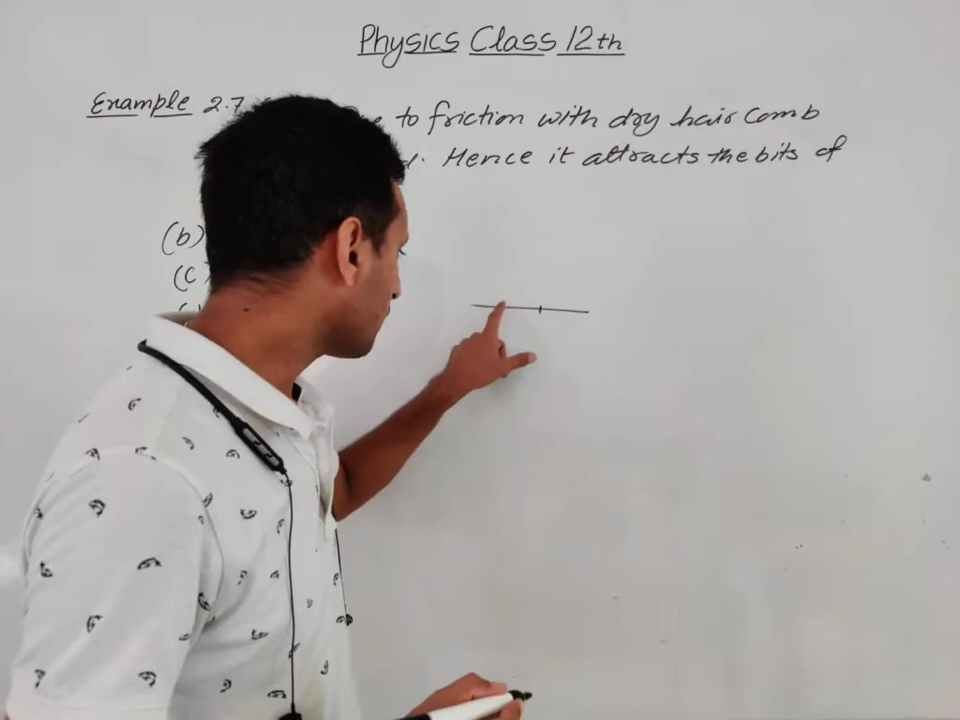 Physics Class 12th
Example 2.7 to friction with dry hair comb
Hence it attracts the bits of
(b)
(c